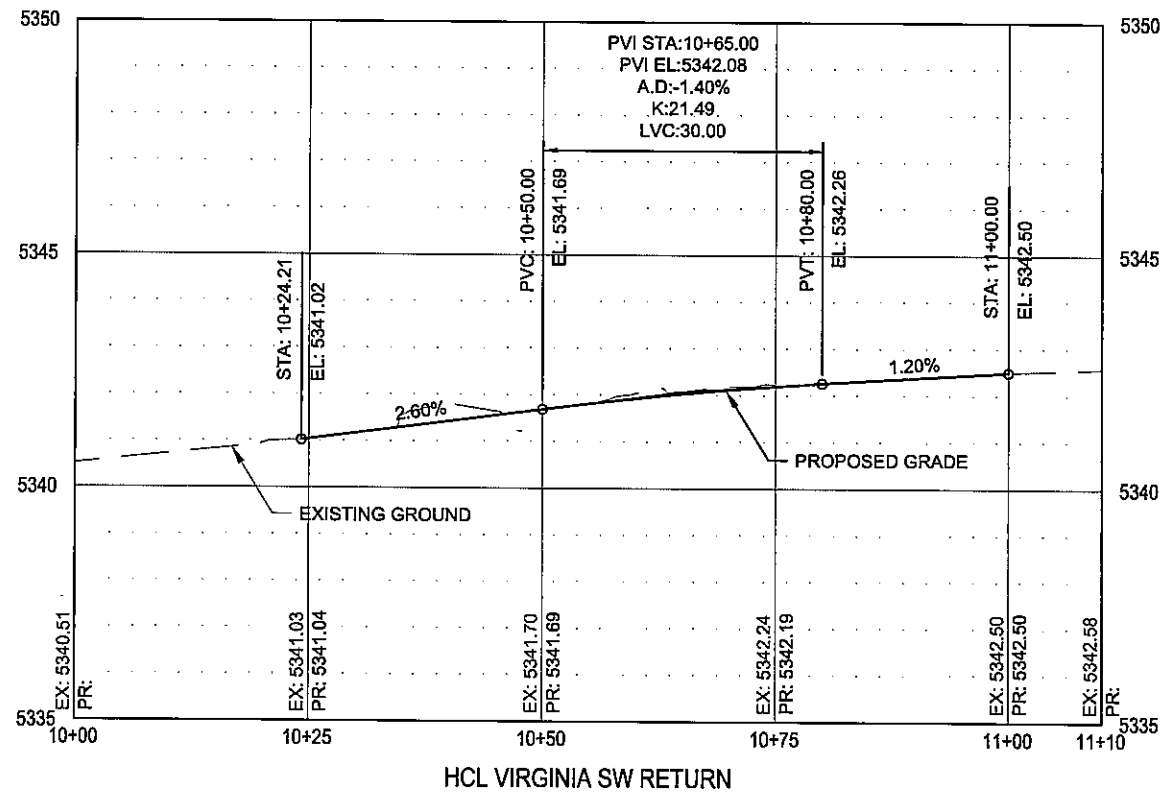 5350
5350
PVI STA:10+65.00
PVI EL:5342.08
A.D:-1.40%
K:21.49
LVC:30.00
STA: 10+24.21
EL: 5341.02
PVC: 10+50.00
EL: 5341.69
PVT: 10+80.00
EL: 5342.26
STA: 11+00.00
EL: 5342.50
5345
5345
2.60%
1.20%
PROPOSED GRADE
EXISTING GROUND
5340
5340
EX: 5340.51
PR:
EX: 5341.03
PR: 5341.04
EX: 5341.70
PR: 5341.69
EX: 5342.24
PR: 5342.19
EX: 5342.50
PR: 5342.50
EX: 5342.58
PR:
5335
5335
10+00
10+25
10+50
10+75
11+00
11+10
HCL VIRGINIA SW RETURN